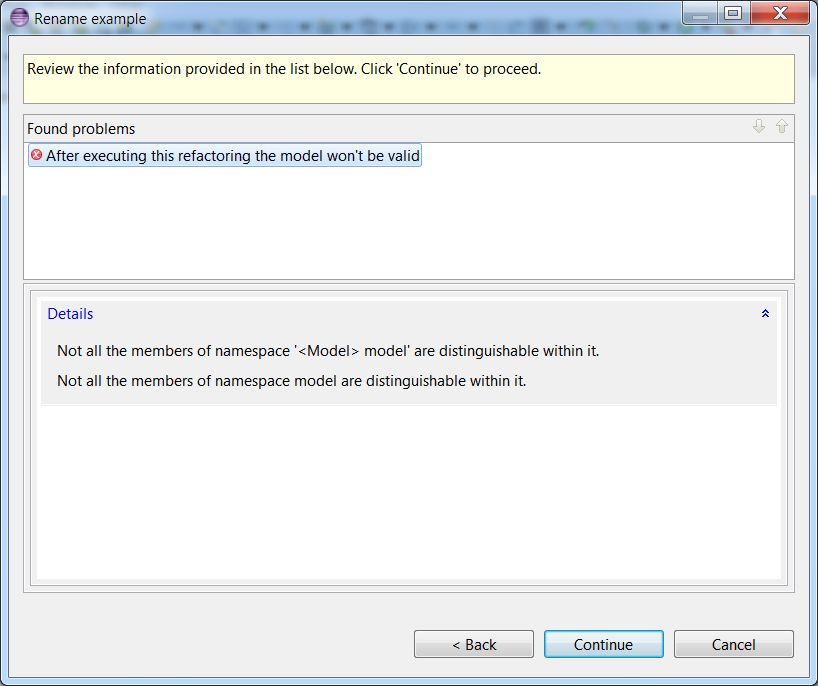 Rename example
Review the information provided in the list below. Click 'Continue' to proceed.
Found problems
After executing this refactoring the model won't be valid
Details
Not all the members of namespace '<Model> model' are distinguishable within it.
Not all the members of namespace model are distinguishable within it.
< Back
Continue
Cancel